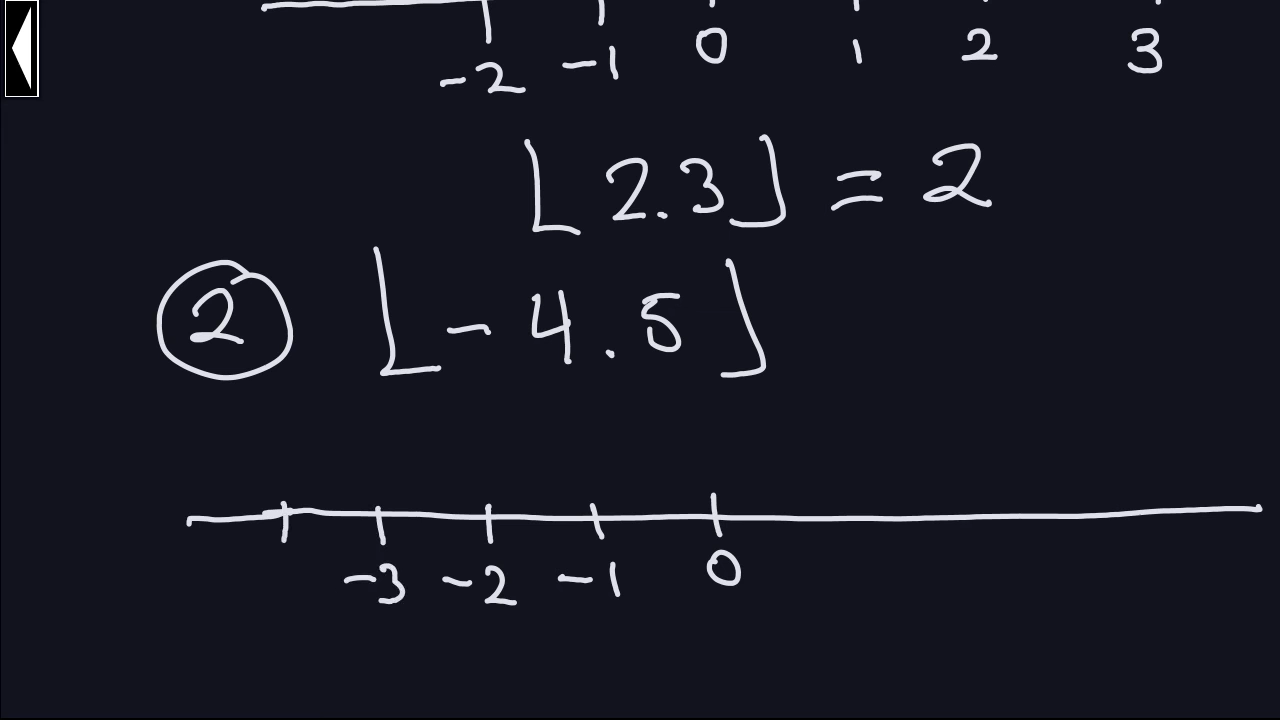 -2 -1 0 1 2 3
⌊2.3⌋ = 2
2 ⌊-4.5⌋
-3 -2 -1 0